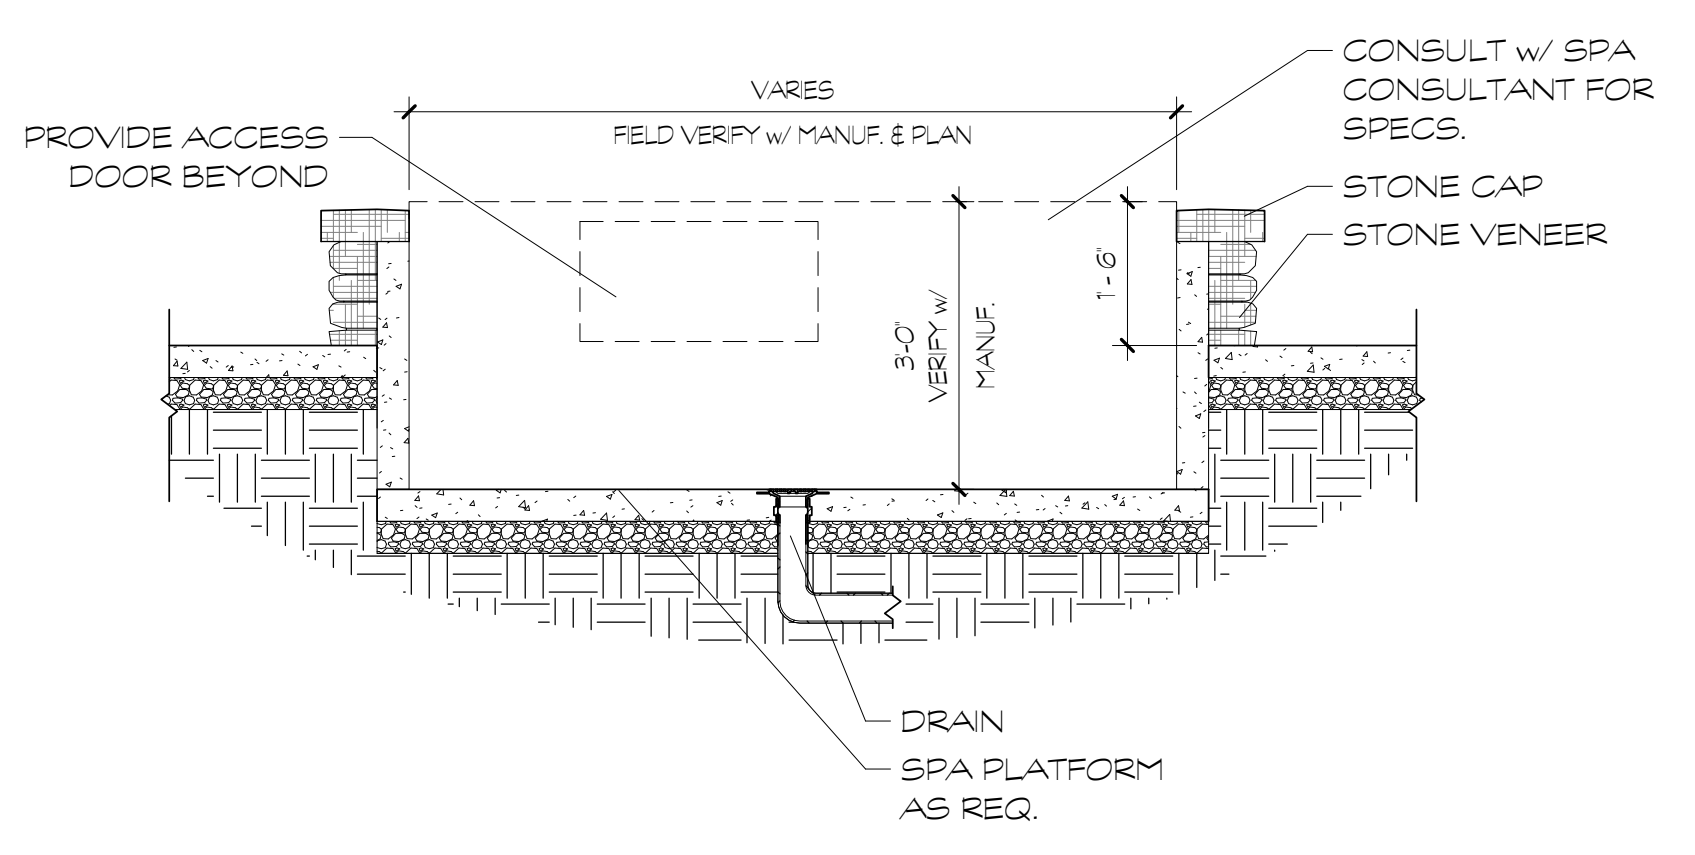 CONSULT w/ SPA
CONSULTANT FOR
SPECS.
VARIES
FIELD VERIFY w/ MANUF. & PLAN
PROVIDE ACCESS
DOOR BEYOND
STONE CAP
STONE VENEER
1'-6"
3'-0"
VERIFY w/
MANUF.
DRAIN
SPA PLATFORM
AS REQ.